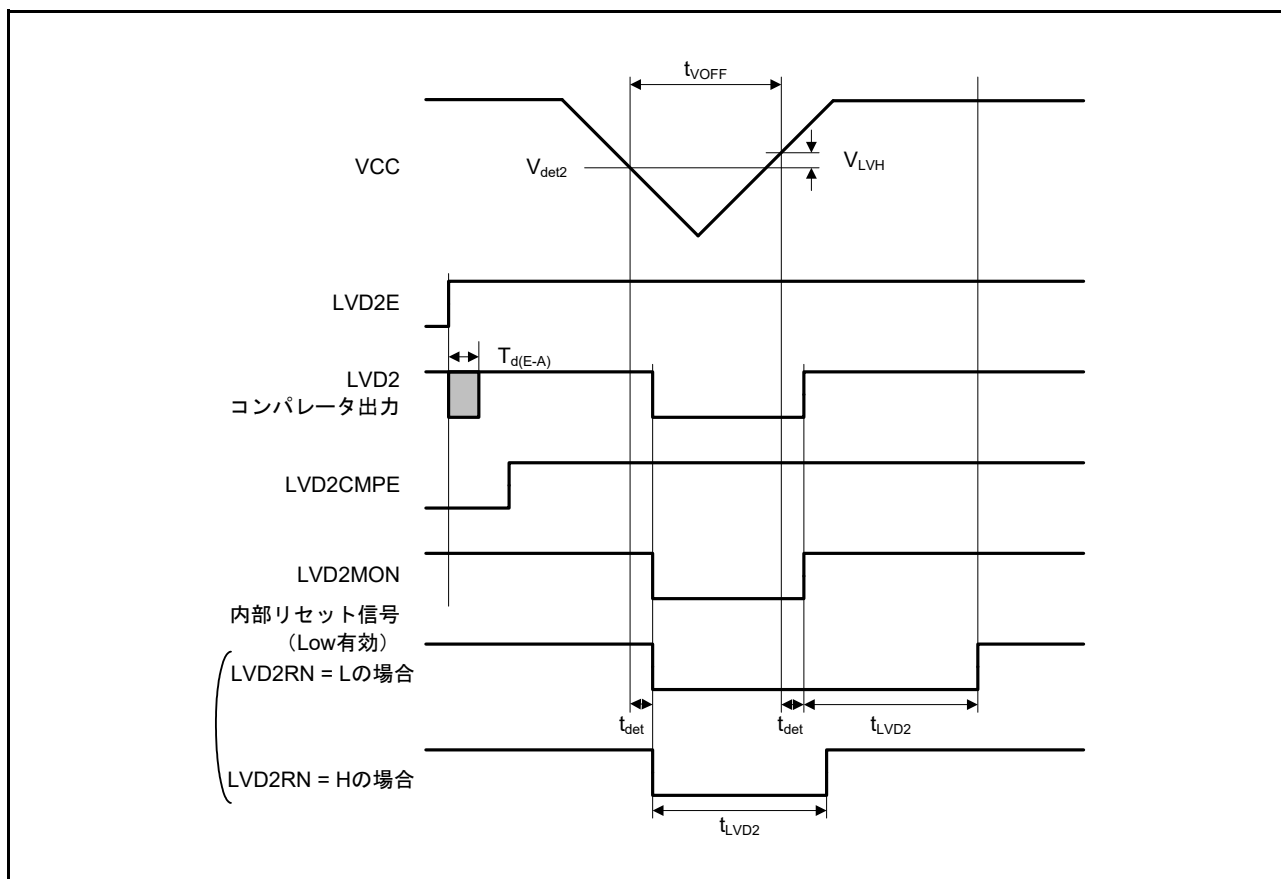 tVOFF
VCC
Vdet2
VLVH
LVD2E
Td(E-A)
LVD2
コンパレータ出力
LVD2CMPE
LVD2MON
内部リセット信号
（Low有効）
LVD2RN = Lの場合
tdet
tdet
tLVD2
LVD2RN = Hの場合
tLVD2